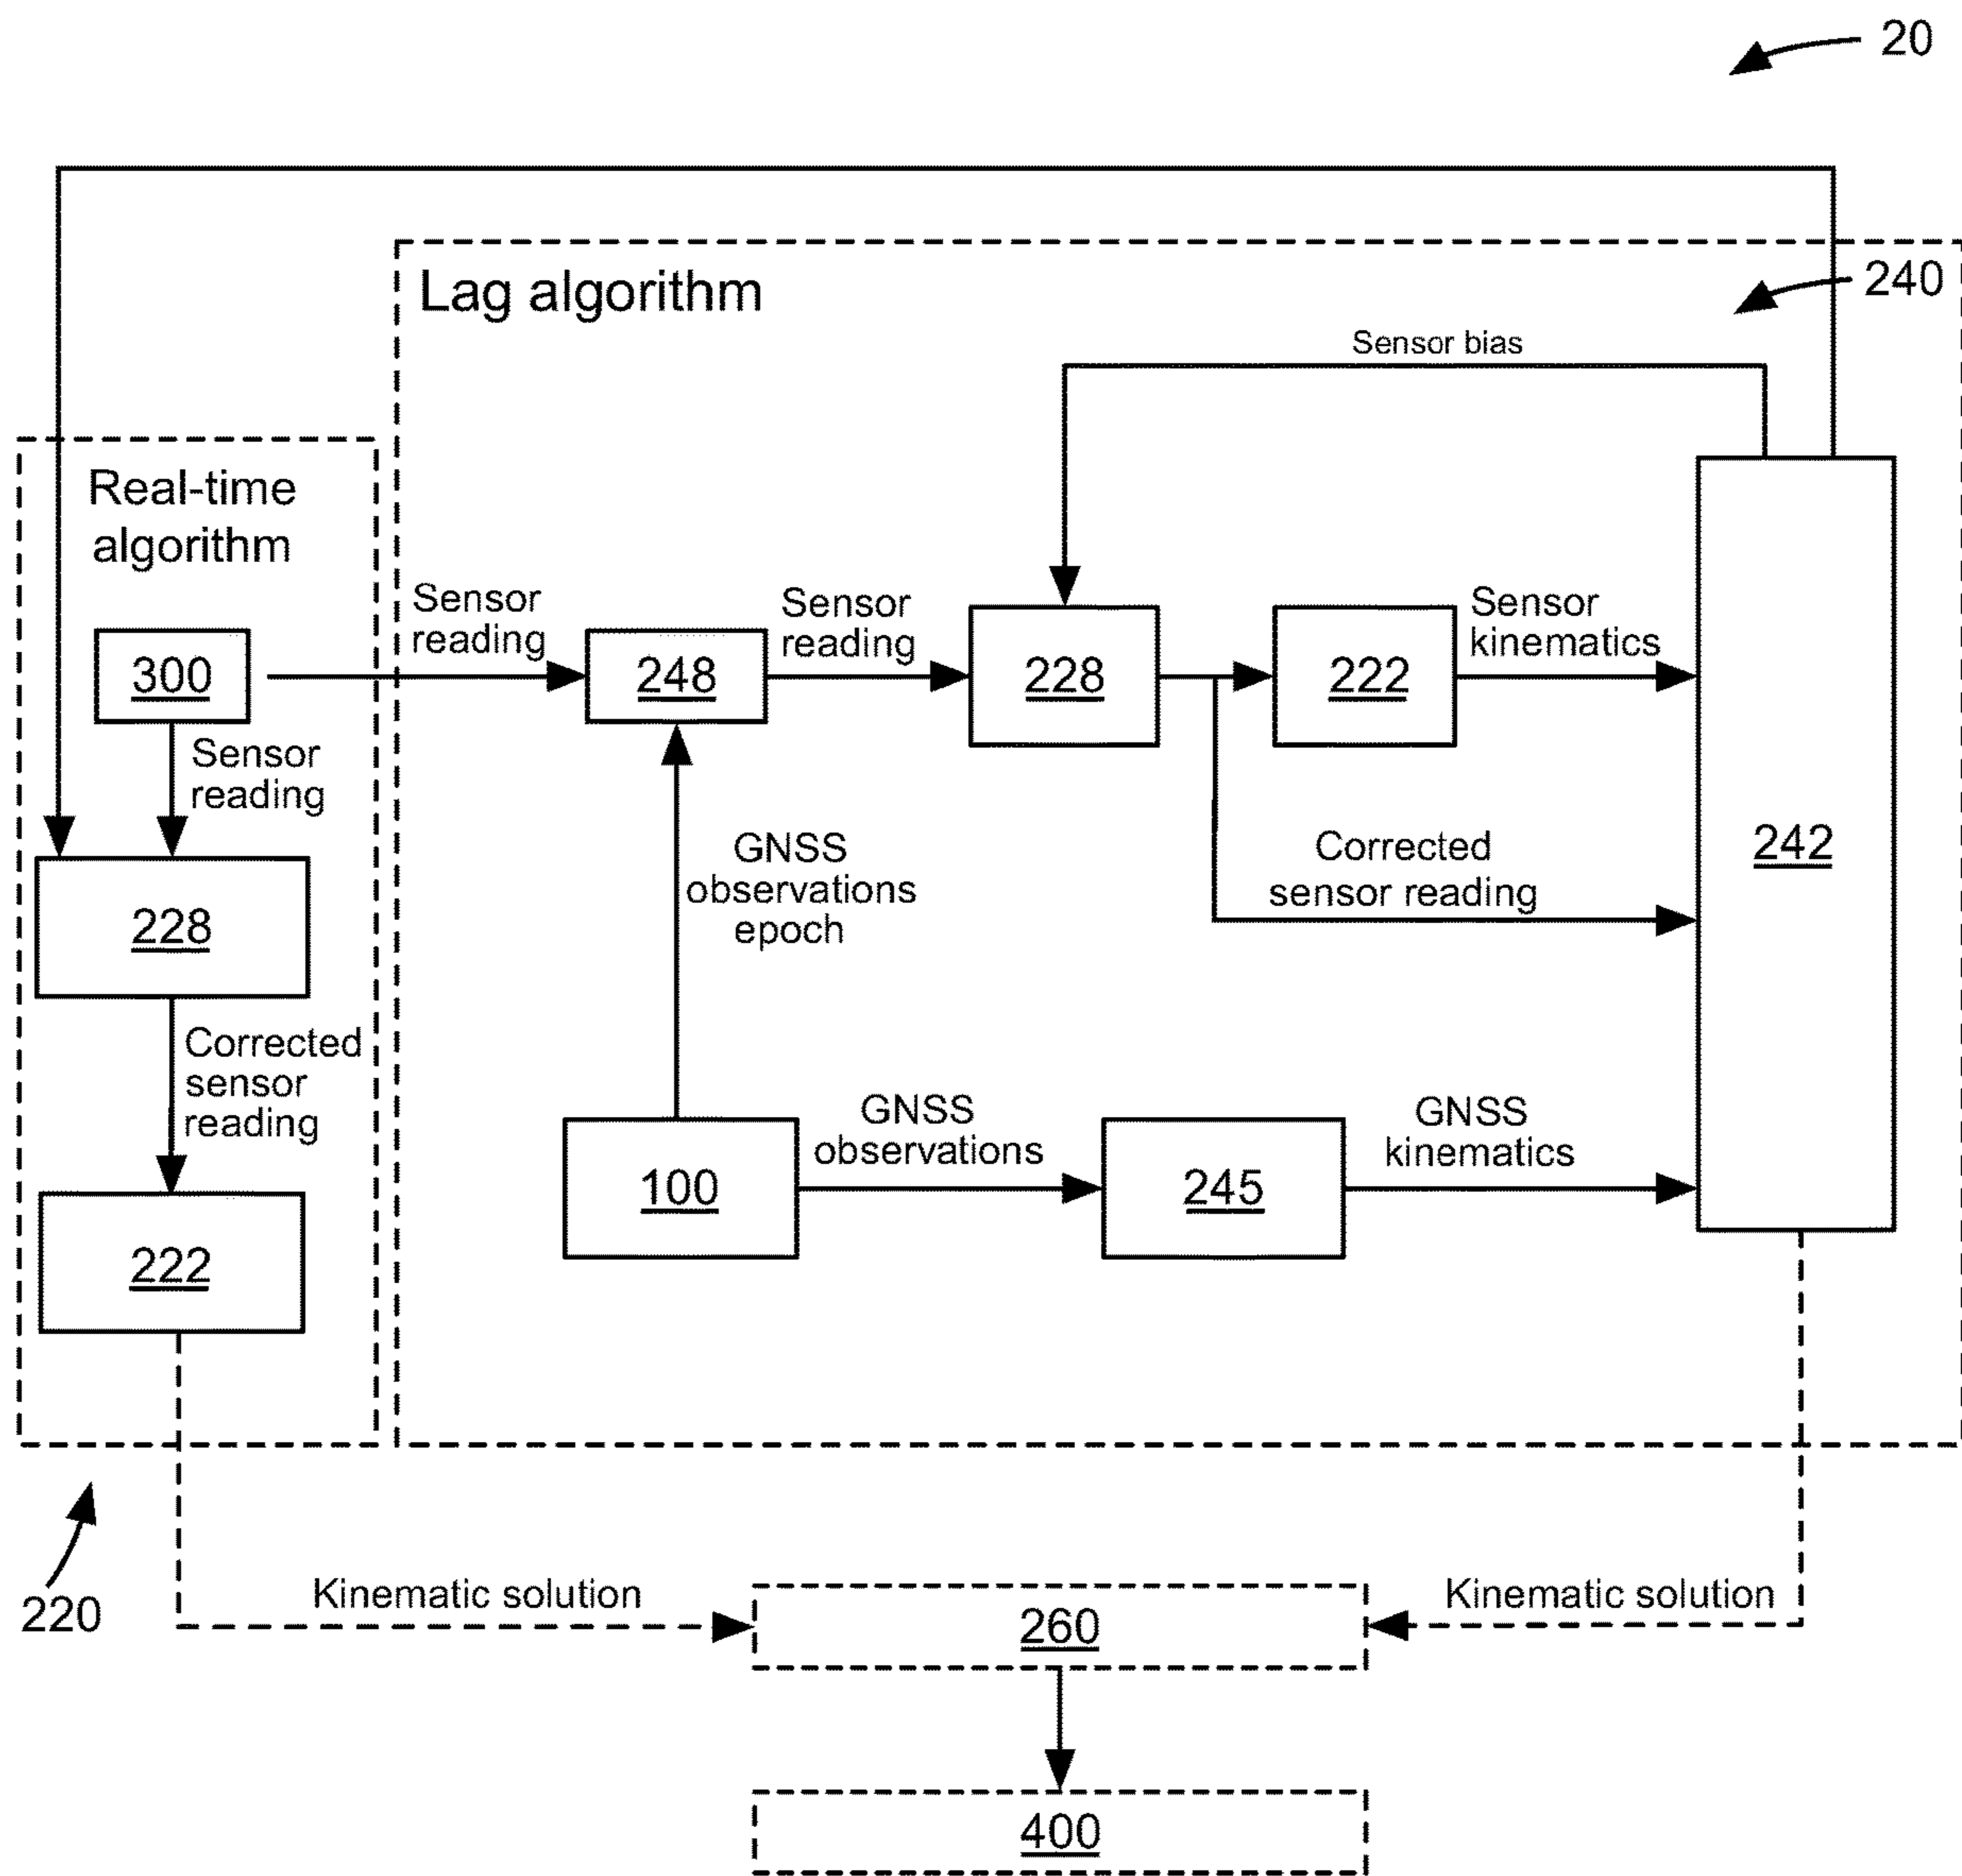 20
Lag algorithm
240
Sensor bias
Real-time
algorithm
Sensor
reading
Sensor
reading
Sensor
kinematics
300
248
228
222
Sensor
reading
GNSS
observations
epoch
Corrected
sensor reading
242
228
Corrected
sensor
reading
GNSS
observations
GNSS
kinematics
100
245
222
220
Kinematic solution
Kinematic solution
260
400